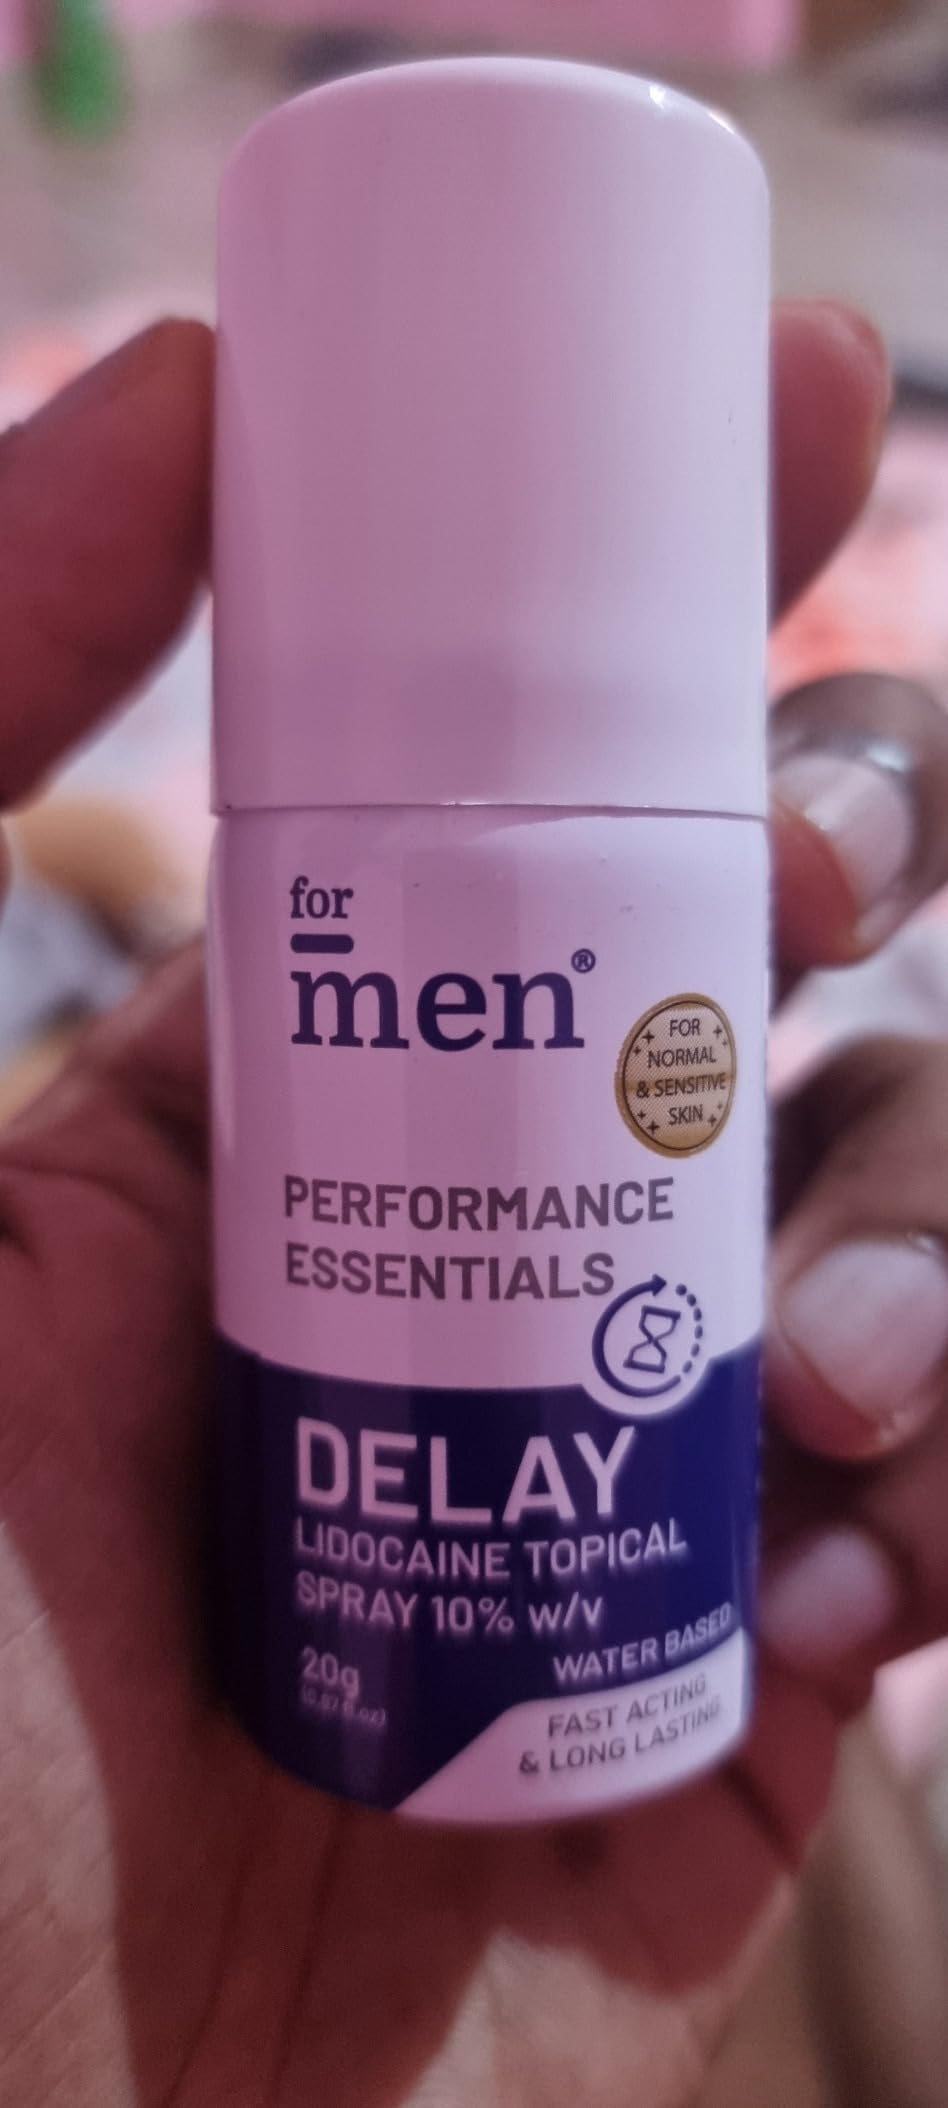 for
men®
FOR
NORMAL
& SENSITIVE
SKIN
PERFORMANCE
ESSENTIALS
DELAY
LIDOCAINE TOPICAL
SPRAY 10% w/v
WATER BASED
20g
FAST ACTING
& LONG LASTING